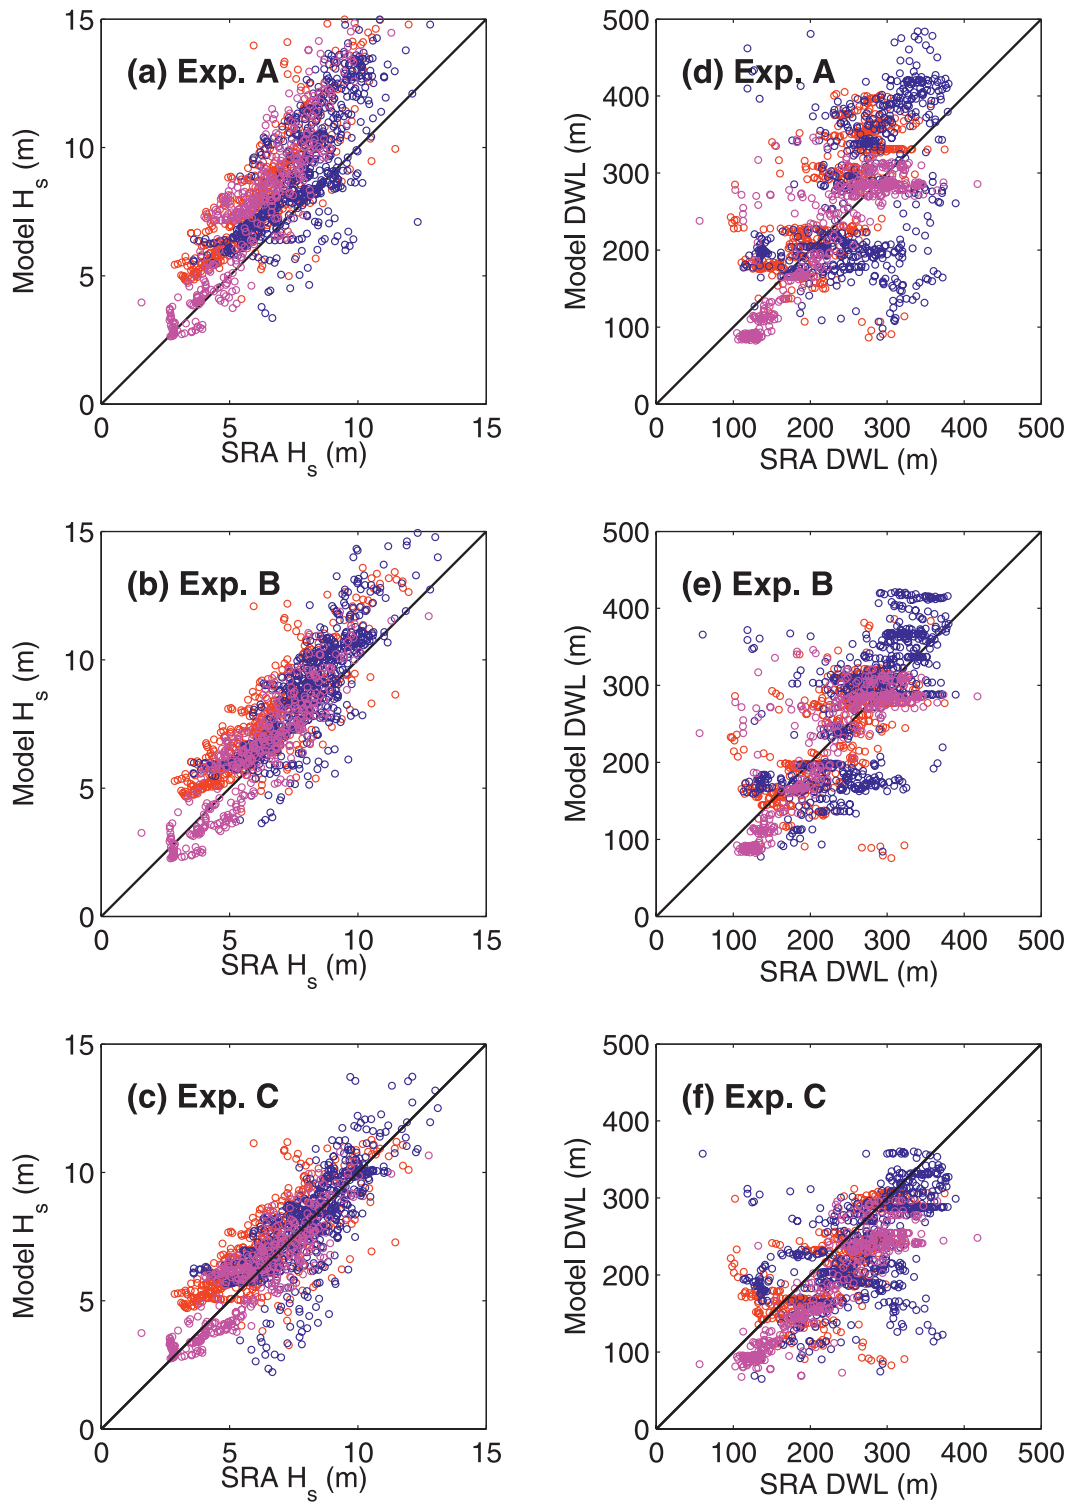 15
10
5
0
Model H_s (m)
(a) Exp. A
0 5 10 15
SRA H_s (m)
500
400
300
200
100
0
Model DWL (m)
(d) Exp. A
0 100 200 300 400 500
SRA DWL (m)
15
10
5
0
Model H_s (m)
(b) Exp. B
0 5 10 15
SRA H_s (m)
500
400
300
200
100
0
Model DWL (m)
(e) Exp. B
0 100 200 300 400 500
SRA DWL (m)
15
10
5
0
Model H_s (m)
(c) Exp. C
0 5 10 15
SRA H_s (m)
500
400
300
200
100
0
Model DWL (m)
(f) Exp. C
0 100 200 300 400 500
SRA DWL (m)